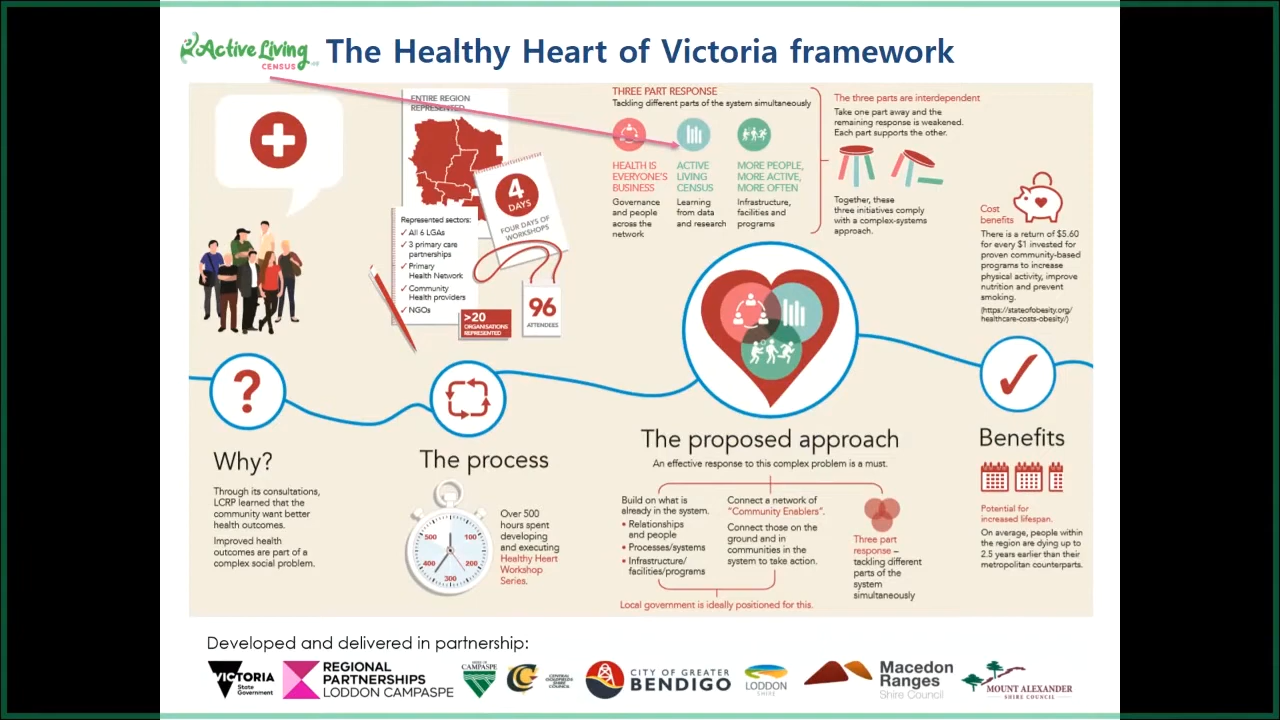 Active Living
CENSUS
The Healthy Heart of Victoria framework
ENTIRE REGION
REPRESENTED
4
DAYS
FOUR DAYS OF
WORKSHOPS
Represented sectors:
✓ All 6 LGAs
✓ 3 primary care
partnerships
✓ Primary
Health Network
✓ Community
Health providers
✓ NGOs
>20
ORGANISATIONS
REPRESENTED
96
ATTENDEES
THREE PART RESPONSE
Tackling different parts of the system simultaneously
HEALTH IS
EVERYONE'S
BUSINESS
Governance
and people
across the
network
ACTIVE
LIVING
CENSUS
Learning
from data
and research
MORE PEOPLE,
MORE ACTIVE,
MORE OFTEN
Infrastructure,
facilities and
programs
The three parts are interdependent
Take one part away and the
remaining response is weakened.
Each part supports the other.
Together, these
three initiatives comply
with a complex-systems
approach.
Cost
benefits
There is a return of $5.60
for every $1 invested for
proven community-based
programs to increase
physical activity, improve
nutrition and prevent
smoking.
(https://stateofobesity.org/
healthcare-costs-obesity/)
?
Why?
Through its consultations,
LCRP learned that the
community want better
health outcomes.
Improved health
outcomes are part of a
complex social problem.
The process
500
100
400
200
300
Over 500
hours spent
developing
and executing
Healthy Heart
Workshop
Series.
The proposed approach
An effective response to this complex problem is a must.
Build on what is
already in the system.
• Relationships
and people
• Processes/systems
• Infrastructure/
facilities/programs
Connect a network of
"Community Enablers".
Connect those on the
ground and in
communities in the
system to take action.
Local government is ideally positioned for this.
Three part
response –
tackling different
parts of the
system
simultaneously
Benefits
Potential for
increased lifespan.
On average, people within
the region are dying up to
2.5 years earlier than their
metropolitan counterparts.
Developed and delivered in partnership:
VICTORIA
State
Government
REGIONAL
PARTNERSHIPS
LODDON CAMPASPE
SHIRE OF
CAMPASPE
CENTRAL
GOLDFIELDS
SHIRE COUNCIL
CITY OF GREATER
BENDIGO
LODDON
SHIRE
Macedon
Ranges
Shire Council
MOUNT ALEXANDER
SHIRE COUNCIL